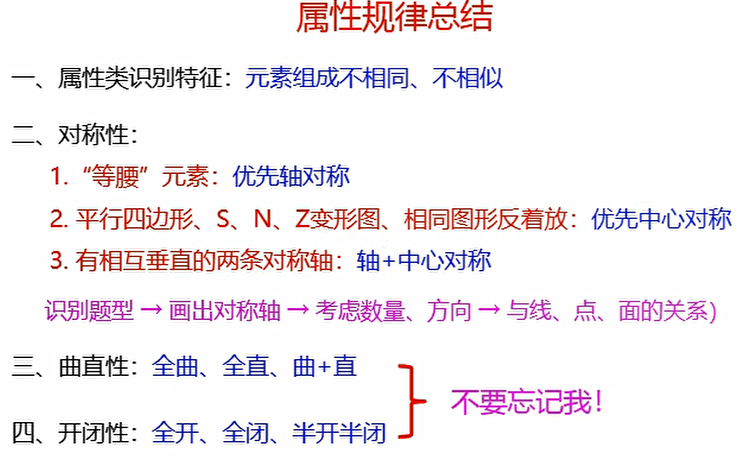 属性规律总结
一、属性类识别特征：元素组成不相同、不相似
二、对称性：
1.“等腰”元素：优先轴对称
2. 平行四边形、S、N、Z变形图、相同图形反着放：优先中心对称
3. 有相互垂直的两条对称轴：轴+中心对称
识别题型 → 画出对称轴 → 考虑数量、方向 → 与线、点、面的关系）
三、曲直性：全曲、全直、曲+直
不要忘记我！
四、开闭性：全开、全闭、半开半闭